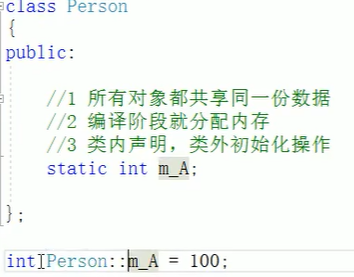 class Person
{
public:
//1 所有对象都共享同一份数据
//2 编译阶段就分配内存
//3 类内声明，类外初始化操作
static int m_A;
};
int Person::m_A = 100;